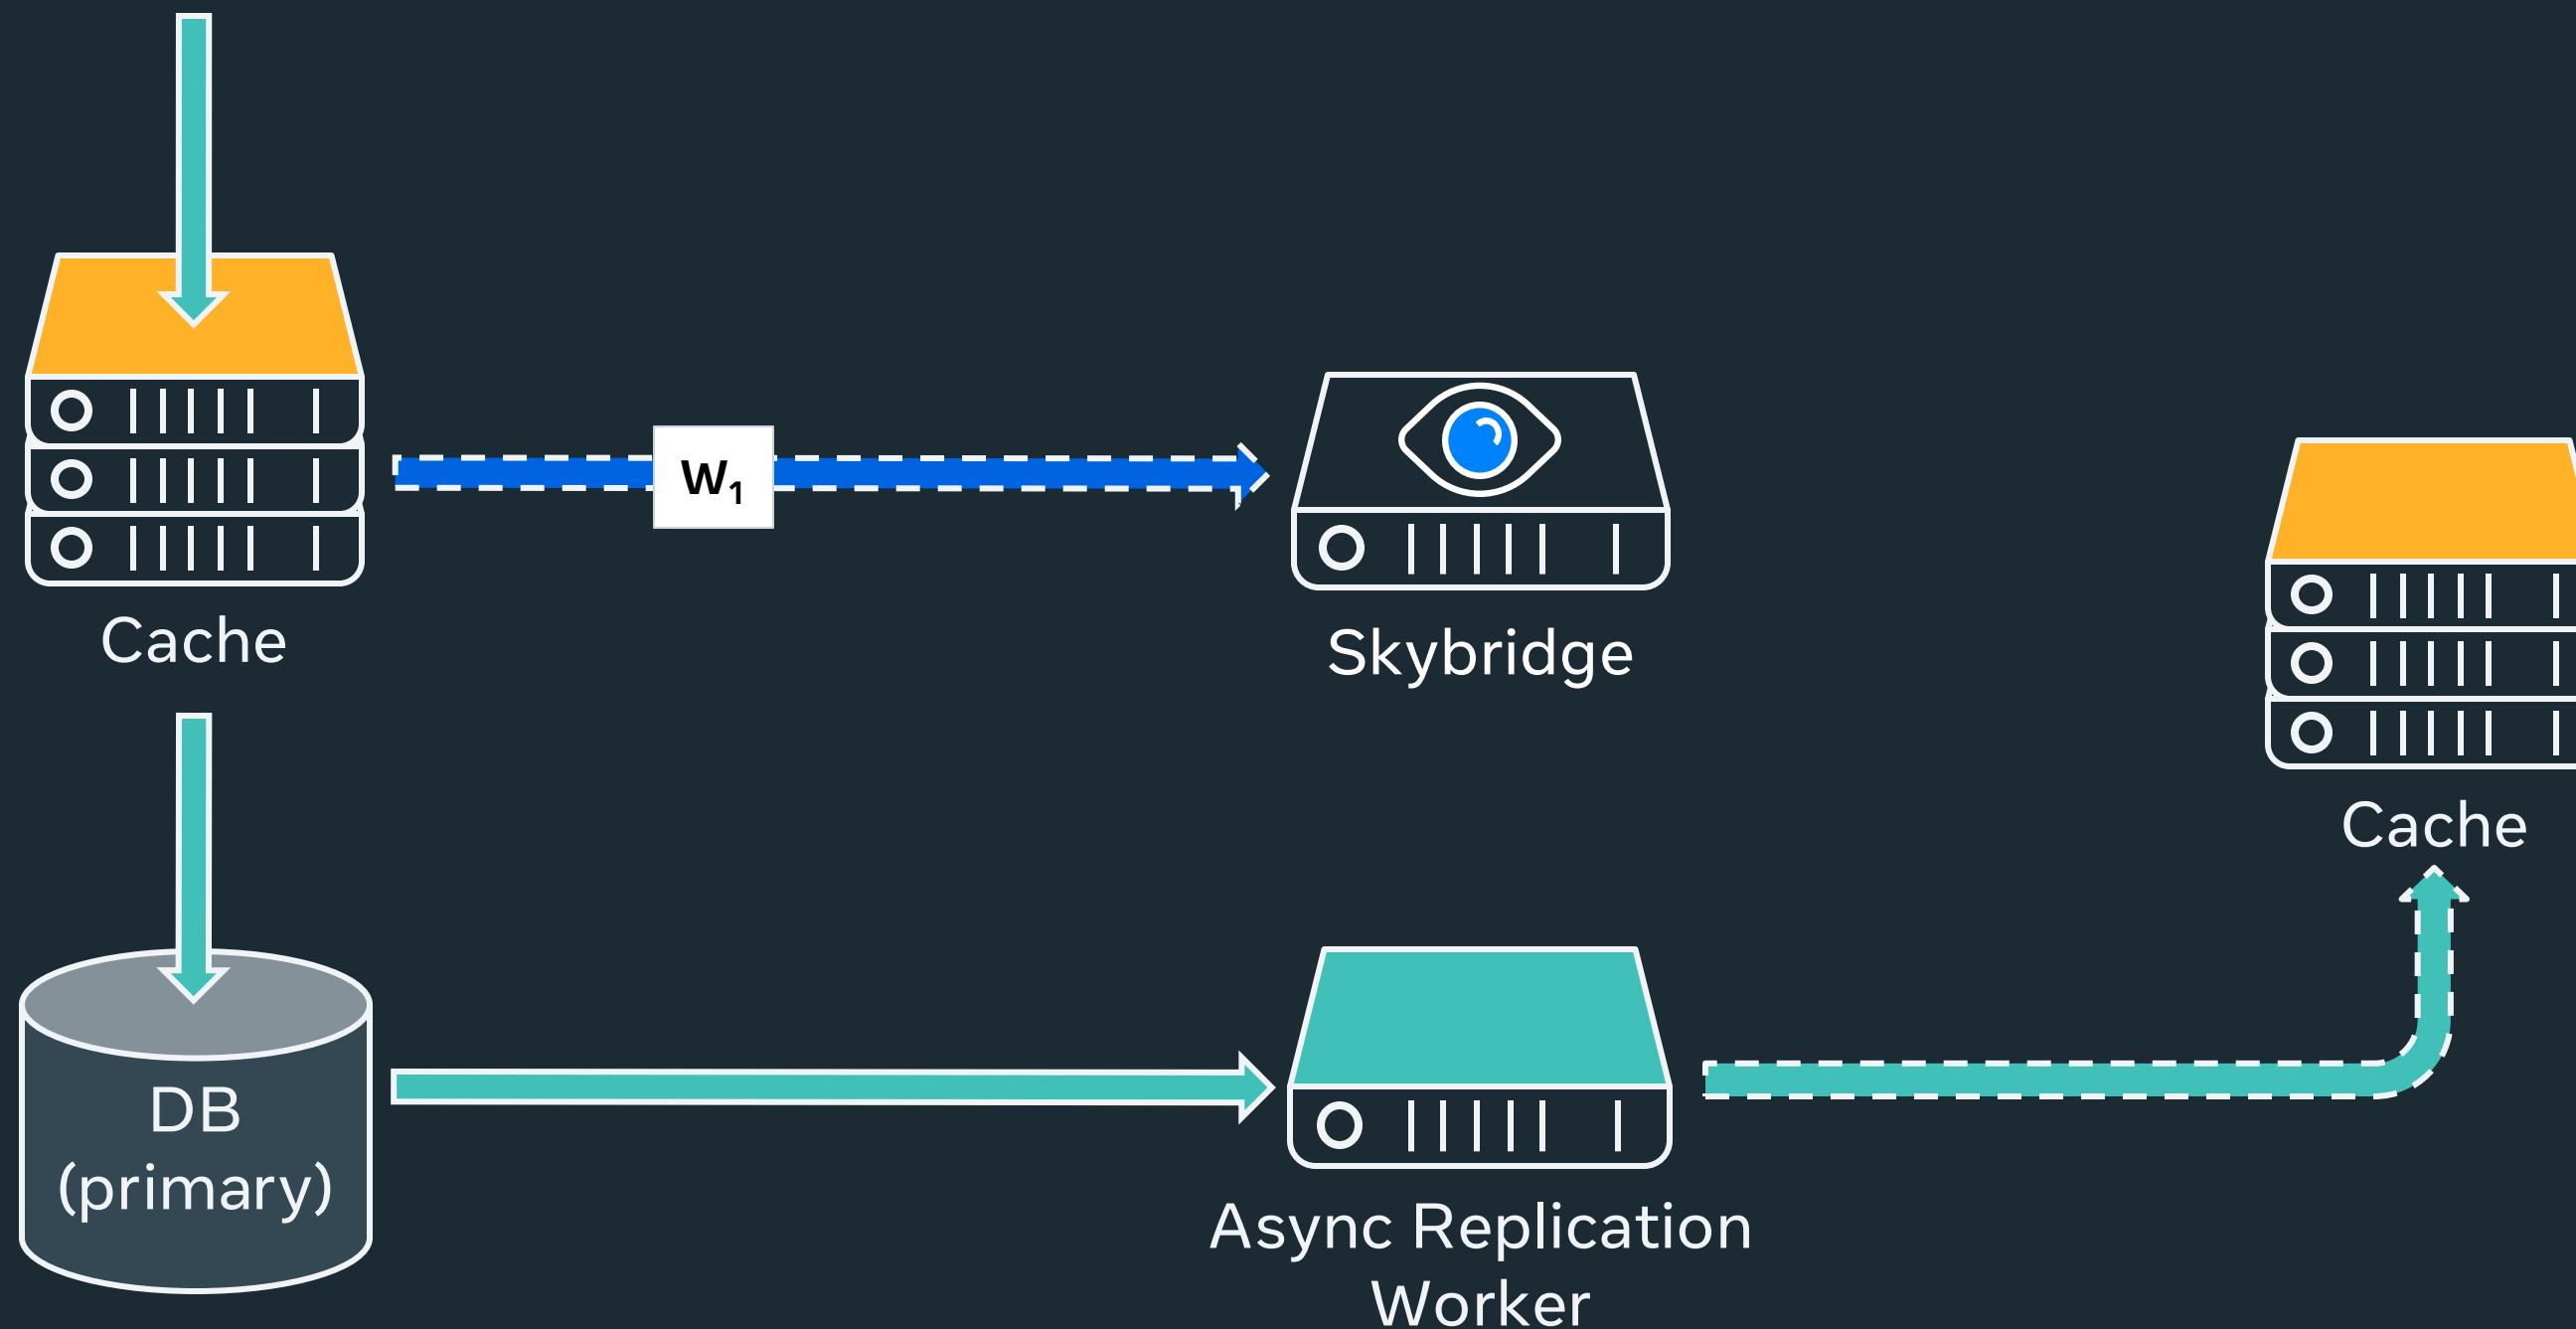 W₁
Cache
Skybridge
Cache
DB
(primary)
Async Replication
Worker